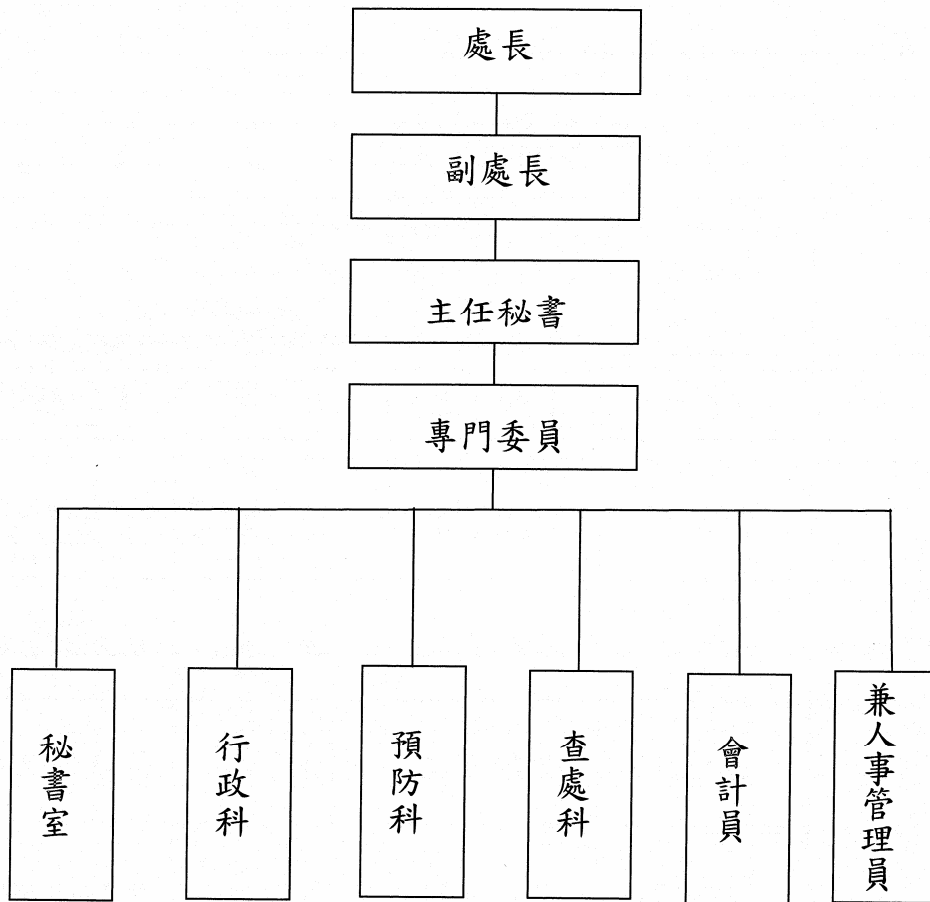 處長
副處長
主任秘書
專門委員
秘書室
行政科
預防科
查處科
會計員
兼人事管理員